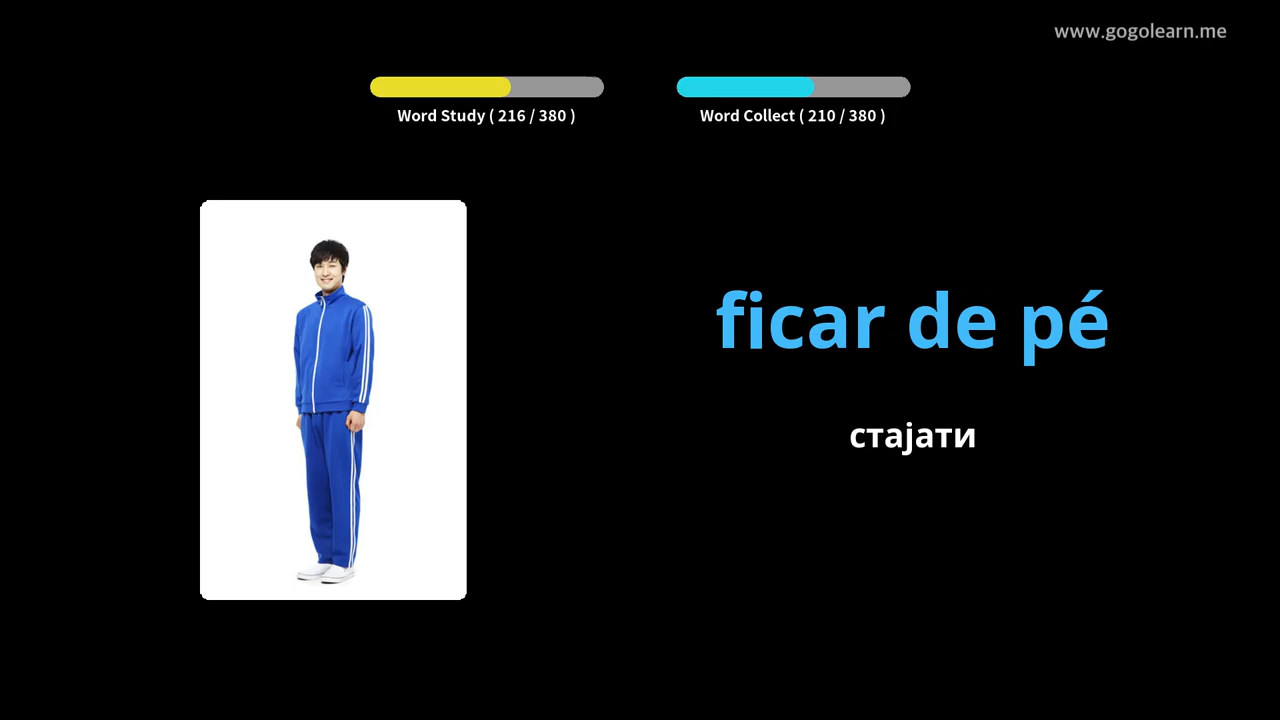 www.gogolearn.me
Word Study ( 216 / 380 )
Word Collect ( 210 / 380 )
ficar de pé
стајати